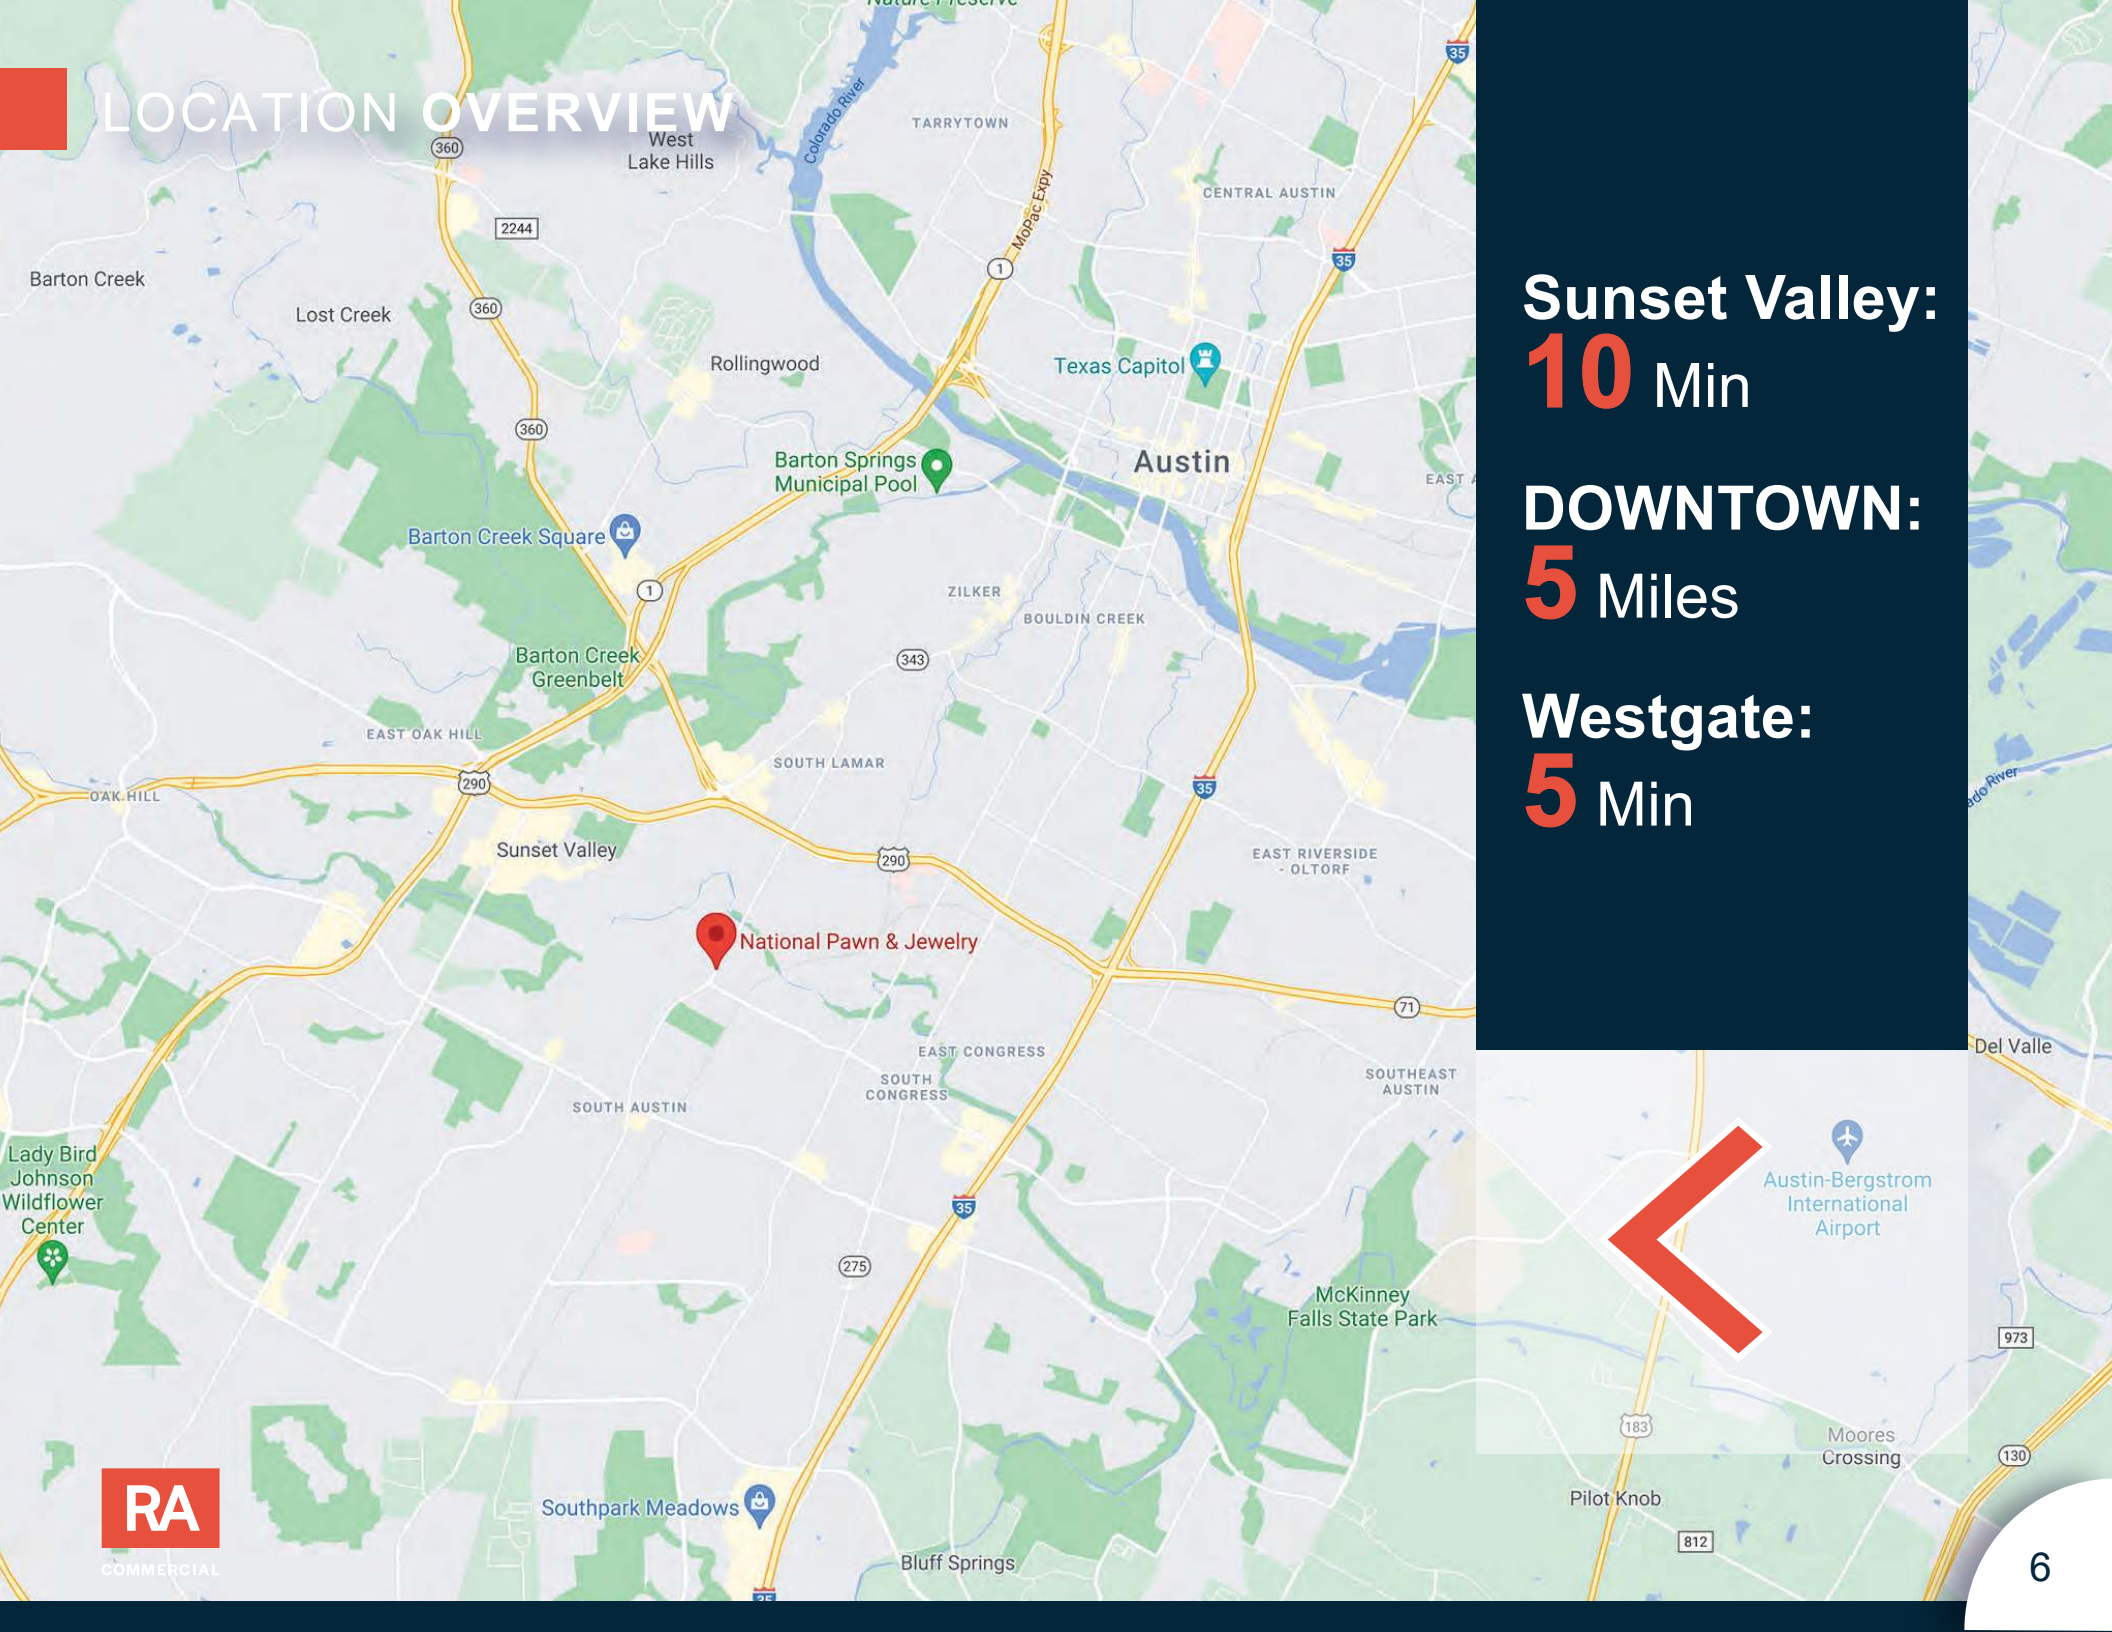 Nature Preserve
35
LOCATION OVERVIEW
Colorado River
TARRYTOWN
360
West
Lake Hills
MoPac Expy
CENTRAL AUSTIN
2244
35
1
Barton Creek
Lost Creek
360
Sunset Valley:
10 Min
Rollingwood
Texas Capitol
360
Barton Springs
Municipal Pool
Austin
EAST
DOWNTOWN:
5 Miles
Barton Creek Square
1
ZILKER
BOULDIN CREEK
Barton Creek
Greenbelt
343
Westgate:
5 Min
EAST OAK HILL
SOUTH LAMAR
290
35
OAK HILL
River
Sunset Valley
290
EAST RIVERSIDE
- OLTORF
National Pawn & Jewelry
71
EAST CONGRESS
Del Valle
SOUTH
CONGRESS
SOUTHEAST
AUSTIN
SOUTH AUSTIN
Lady Bird
Johnson
Wildflower
Center
Austin-Bergstrom
International
Airport
35
275
McKinney
Falls State Park
973
183
Moores
Crossing
130
Pilot Knob
RA
COMMERCIAL
Southpark Meadows
812
Bluff Springs
35
6